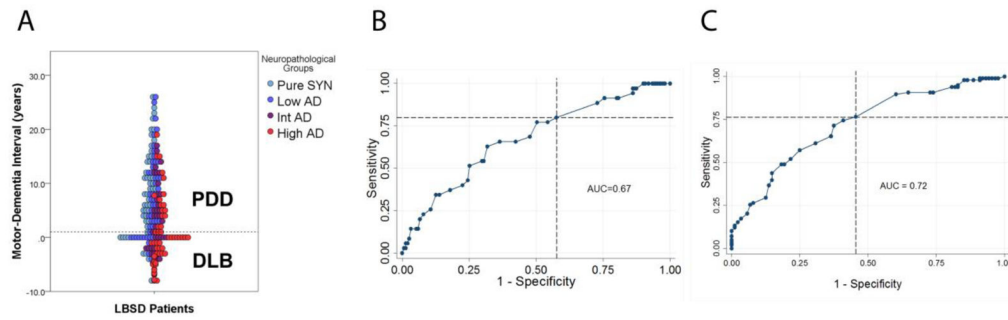 A
Motor-Dementia Interval (years)
30.0
20.0
10.0
.0
-10.0
PDD
DLB
LBSD Patients
Neuropathological
Groups
Pure SYN
Low AD
Int AD
High AD
B
Sensitivity
1.00
0.75
0.50
0.25
0.00
AUC=0.67
0.00 0.25 0.50 0.75 1.00
1 - Specificity
C
Sensitivity
1.00
0.75
0.50
0.25
0.00
AUC = 0.72
0.00 0.25 0.50 0.75 1.00
1 - Specificity